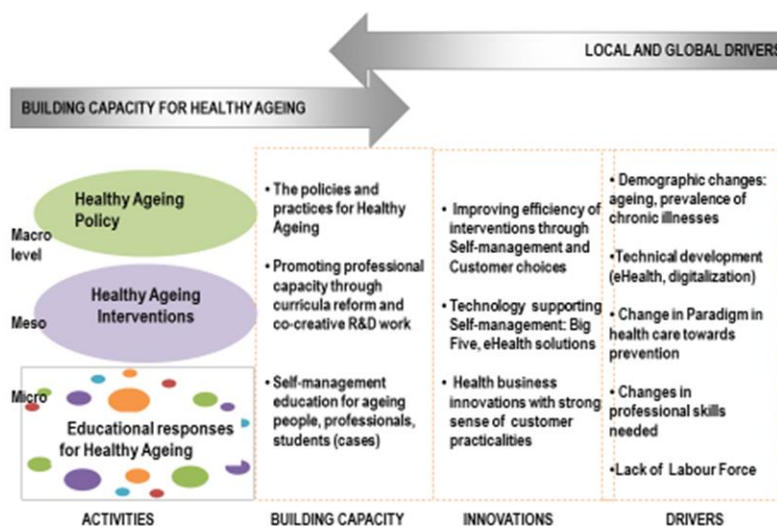 LOCAL AND GLOBAL DRIVERS
BUILDING CAPACITY FOR HEALTHY AGEING
Healthy Ageing
Policy
Macro
level
Healthy Ageing
Interventions
Meso
Micro
Educational responses
for Healthy Ageing
• The policies and
practices for Healthy
Ageing
• Promoting professional
capacity through
curricula reform and
co-creative R&D work
• Self-management
education for ageing
people, professionals,
students (cases)
• Improving efficiency of
interventions through
Self-management and
Customer choices
• Technology supporting
Self-management: Big
Five, eHealth solutions
• Health business
innovations with strong
sense of customer
practicalities
• Demographic changes:
ageing, prevalence of
chronic illnesses
• Technical development
(eHealth, digitalization)
• Change in Paradigm in
health care towards
prevention
• Changes in
professional skills
needed
• Lack of Labour Force
ACTIVITIES
BUILDING CAPACITY
INNOVATIONS
DRIVERS